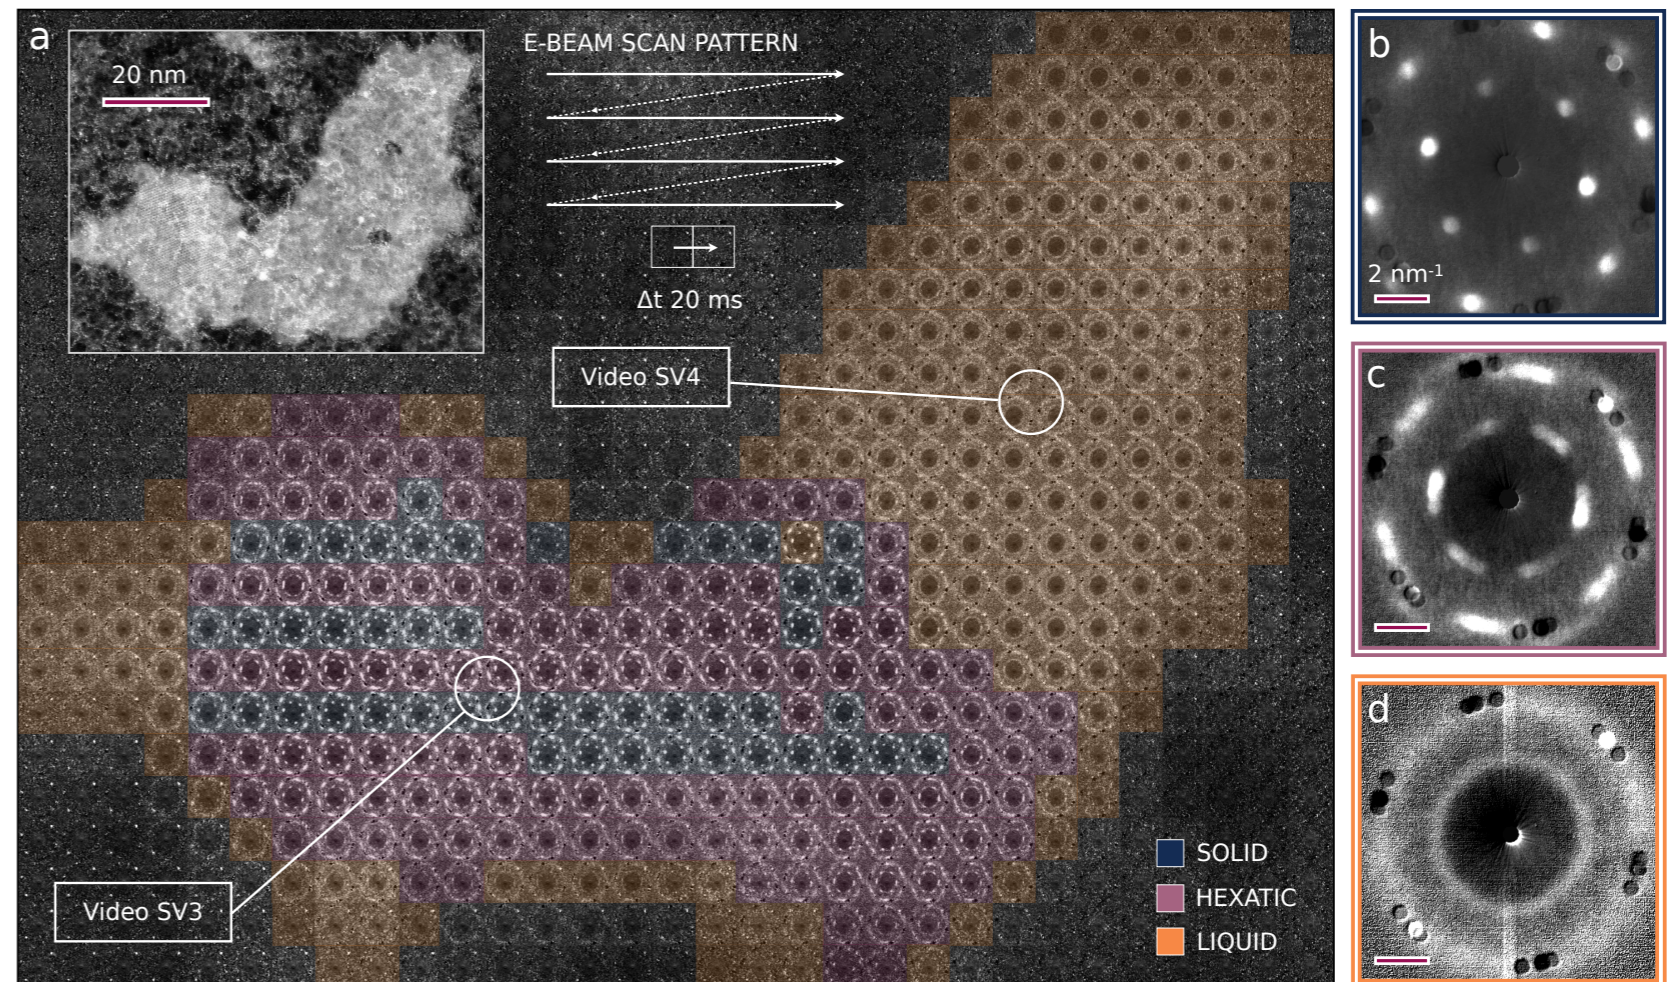 a
20 nm
E-BEAM SCAN PATTERN
Δt 20 ms
Video SV4
Video SV3
SOLID
HEXATIC
LIQUID
b
2 nm⁻¹
c
d